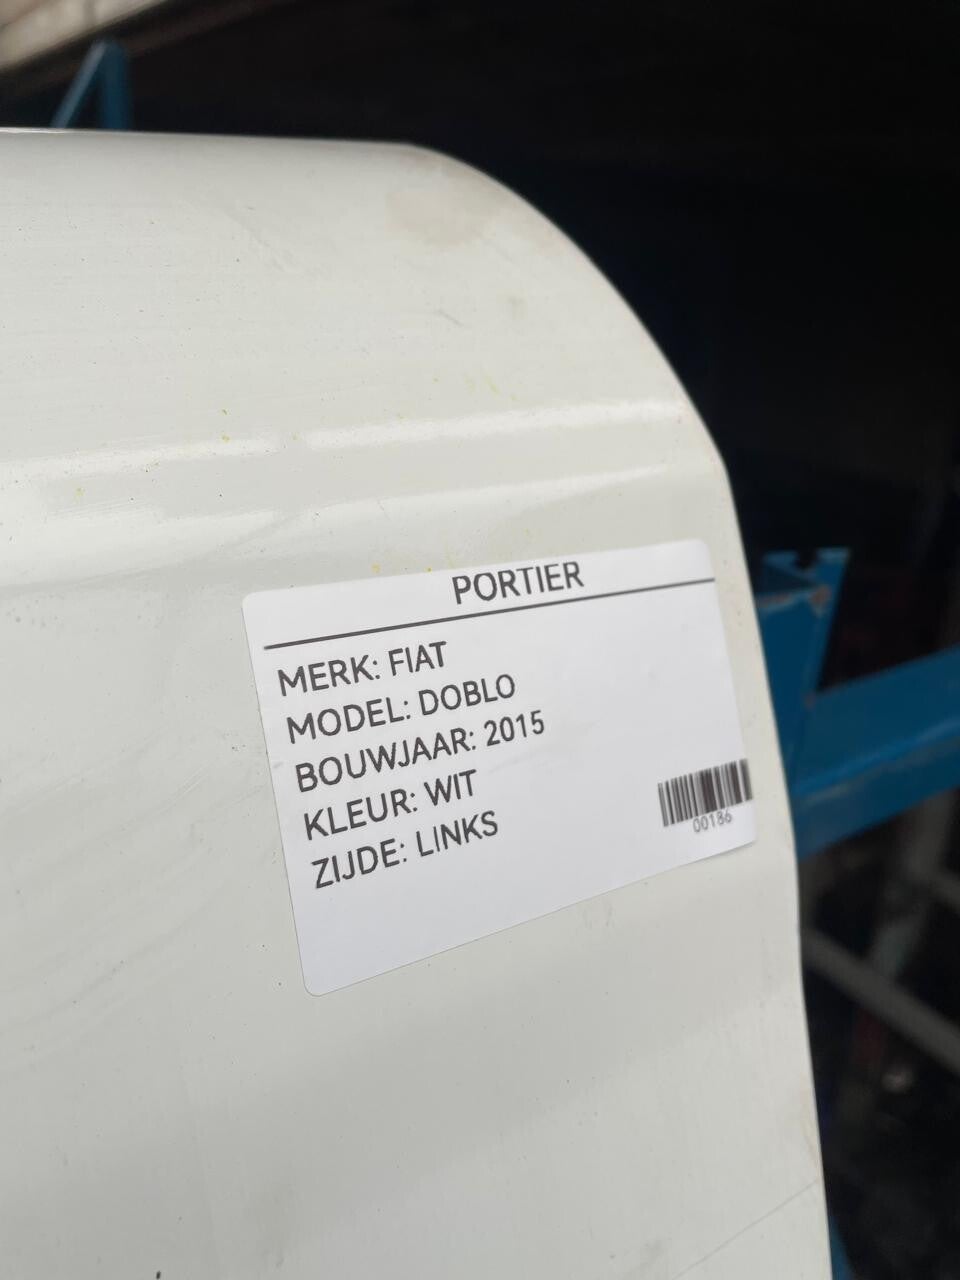 PORTIER
MERK: FIAT
MODEL: DOBLO
BOUWJAAR: 2015
KLEUR: WIT
ZIJDE: LINKS
00186